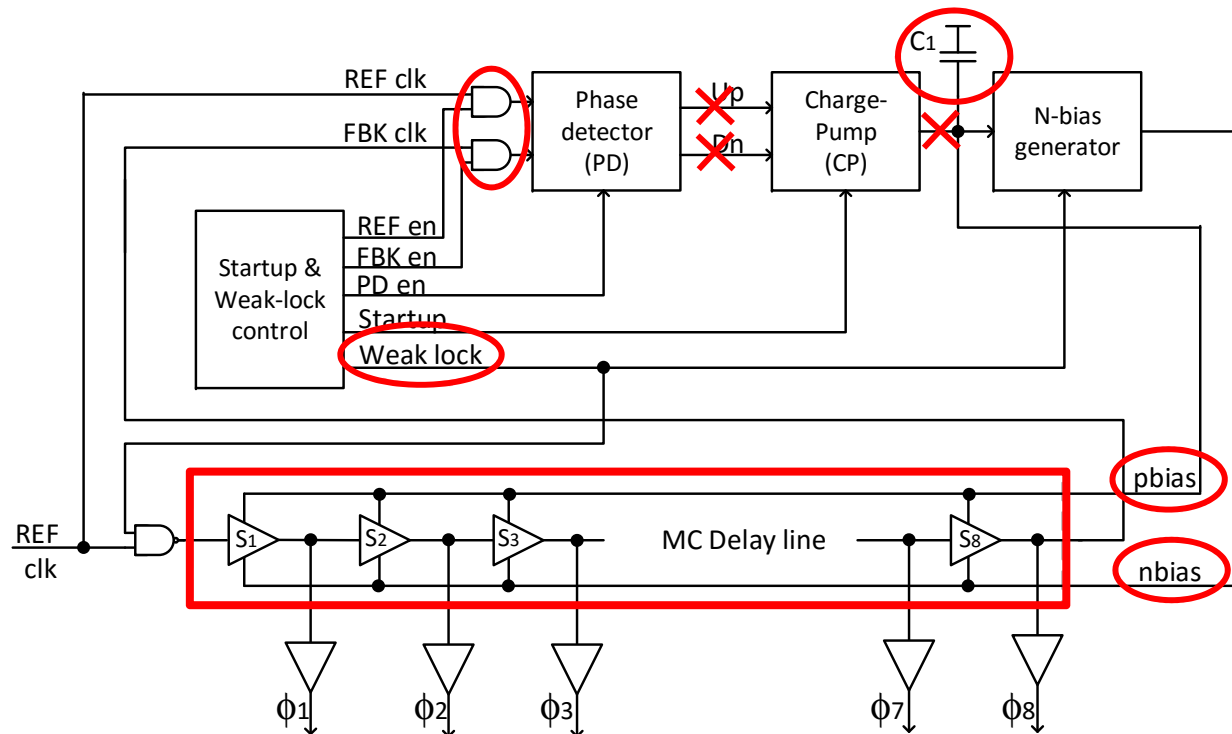 C1
REF clk
FBK clk
Phase
detector
(PD)
Up
Dn
Charge-
Pump
(CP)
N-bias
generator
Startup &
Weak-lock
control
REF en
FBK en
PD en
Startup
Weak lock
pbias
nbias
REF
clk
S1
S2
S3
MC Delay line
S8
ϕ1
ϕ2
ϕ3
ϕ7
ϕ8